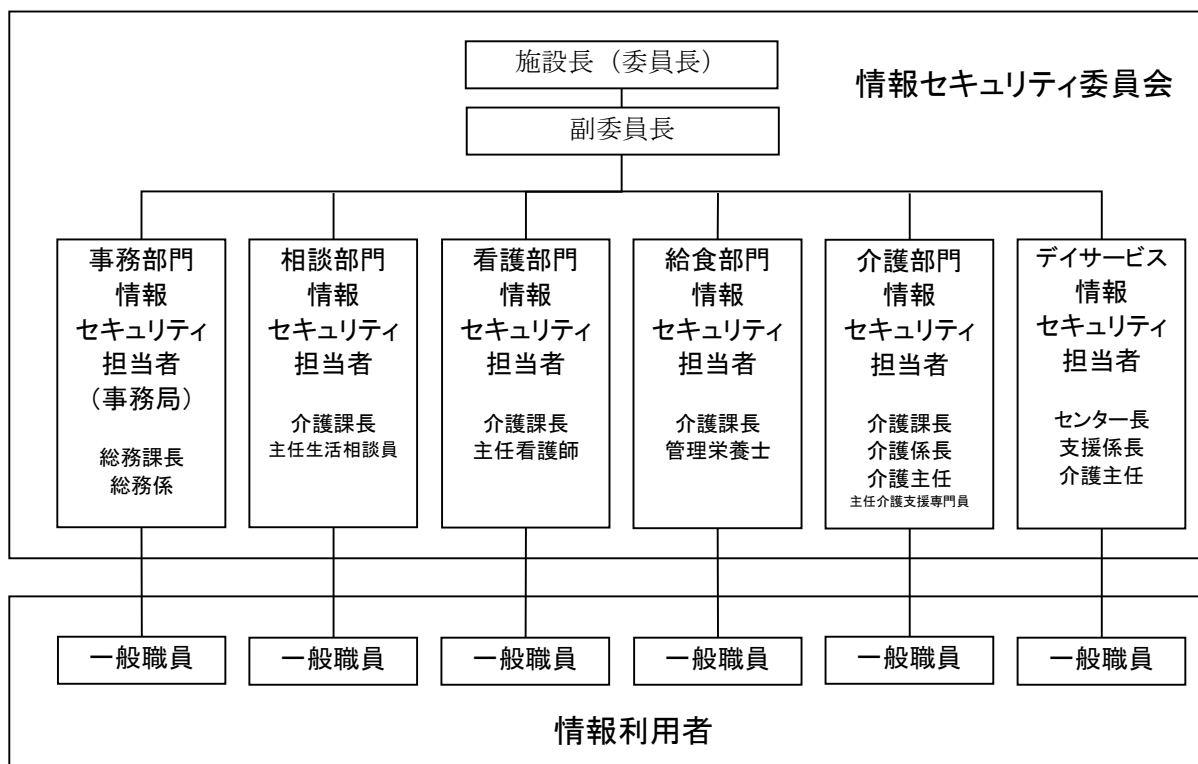 施設長（委員長）
情報セキュリティ委員会
副委員長
事務部門
情報
セキュリティ
担当者
（事務局）
総務課長
総務係
相談部門
情報
セキュリティ
担当者
介護課長
主任生活相談員
看護部門
情報
セキュリティ
担当者
介護課長
主任看護師
給食部門
情報
セキュリティ
担当者
介護課長
管理栄養士
介護部門
情報
セキュリティ
担当者
介護課長
介護係長
介護主任
主任介護支援専門員
デイサービス
情報
セキュリティ
担当者
センター長
支援係長
介護主任
一般職員
一般職員
一般職員
一般職員
一般職員
一般職員
情報利用者